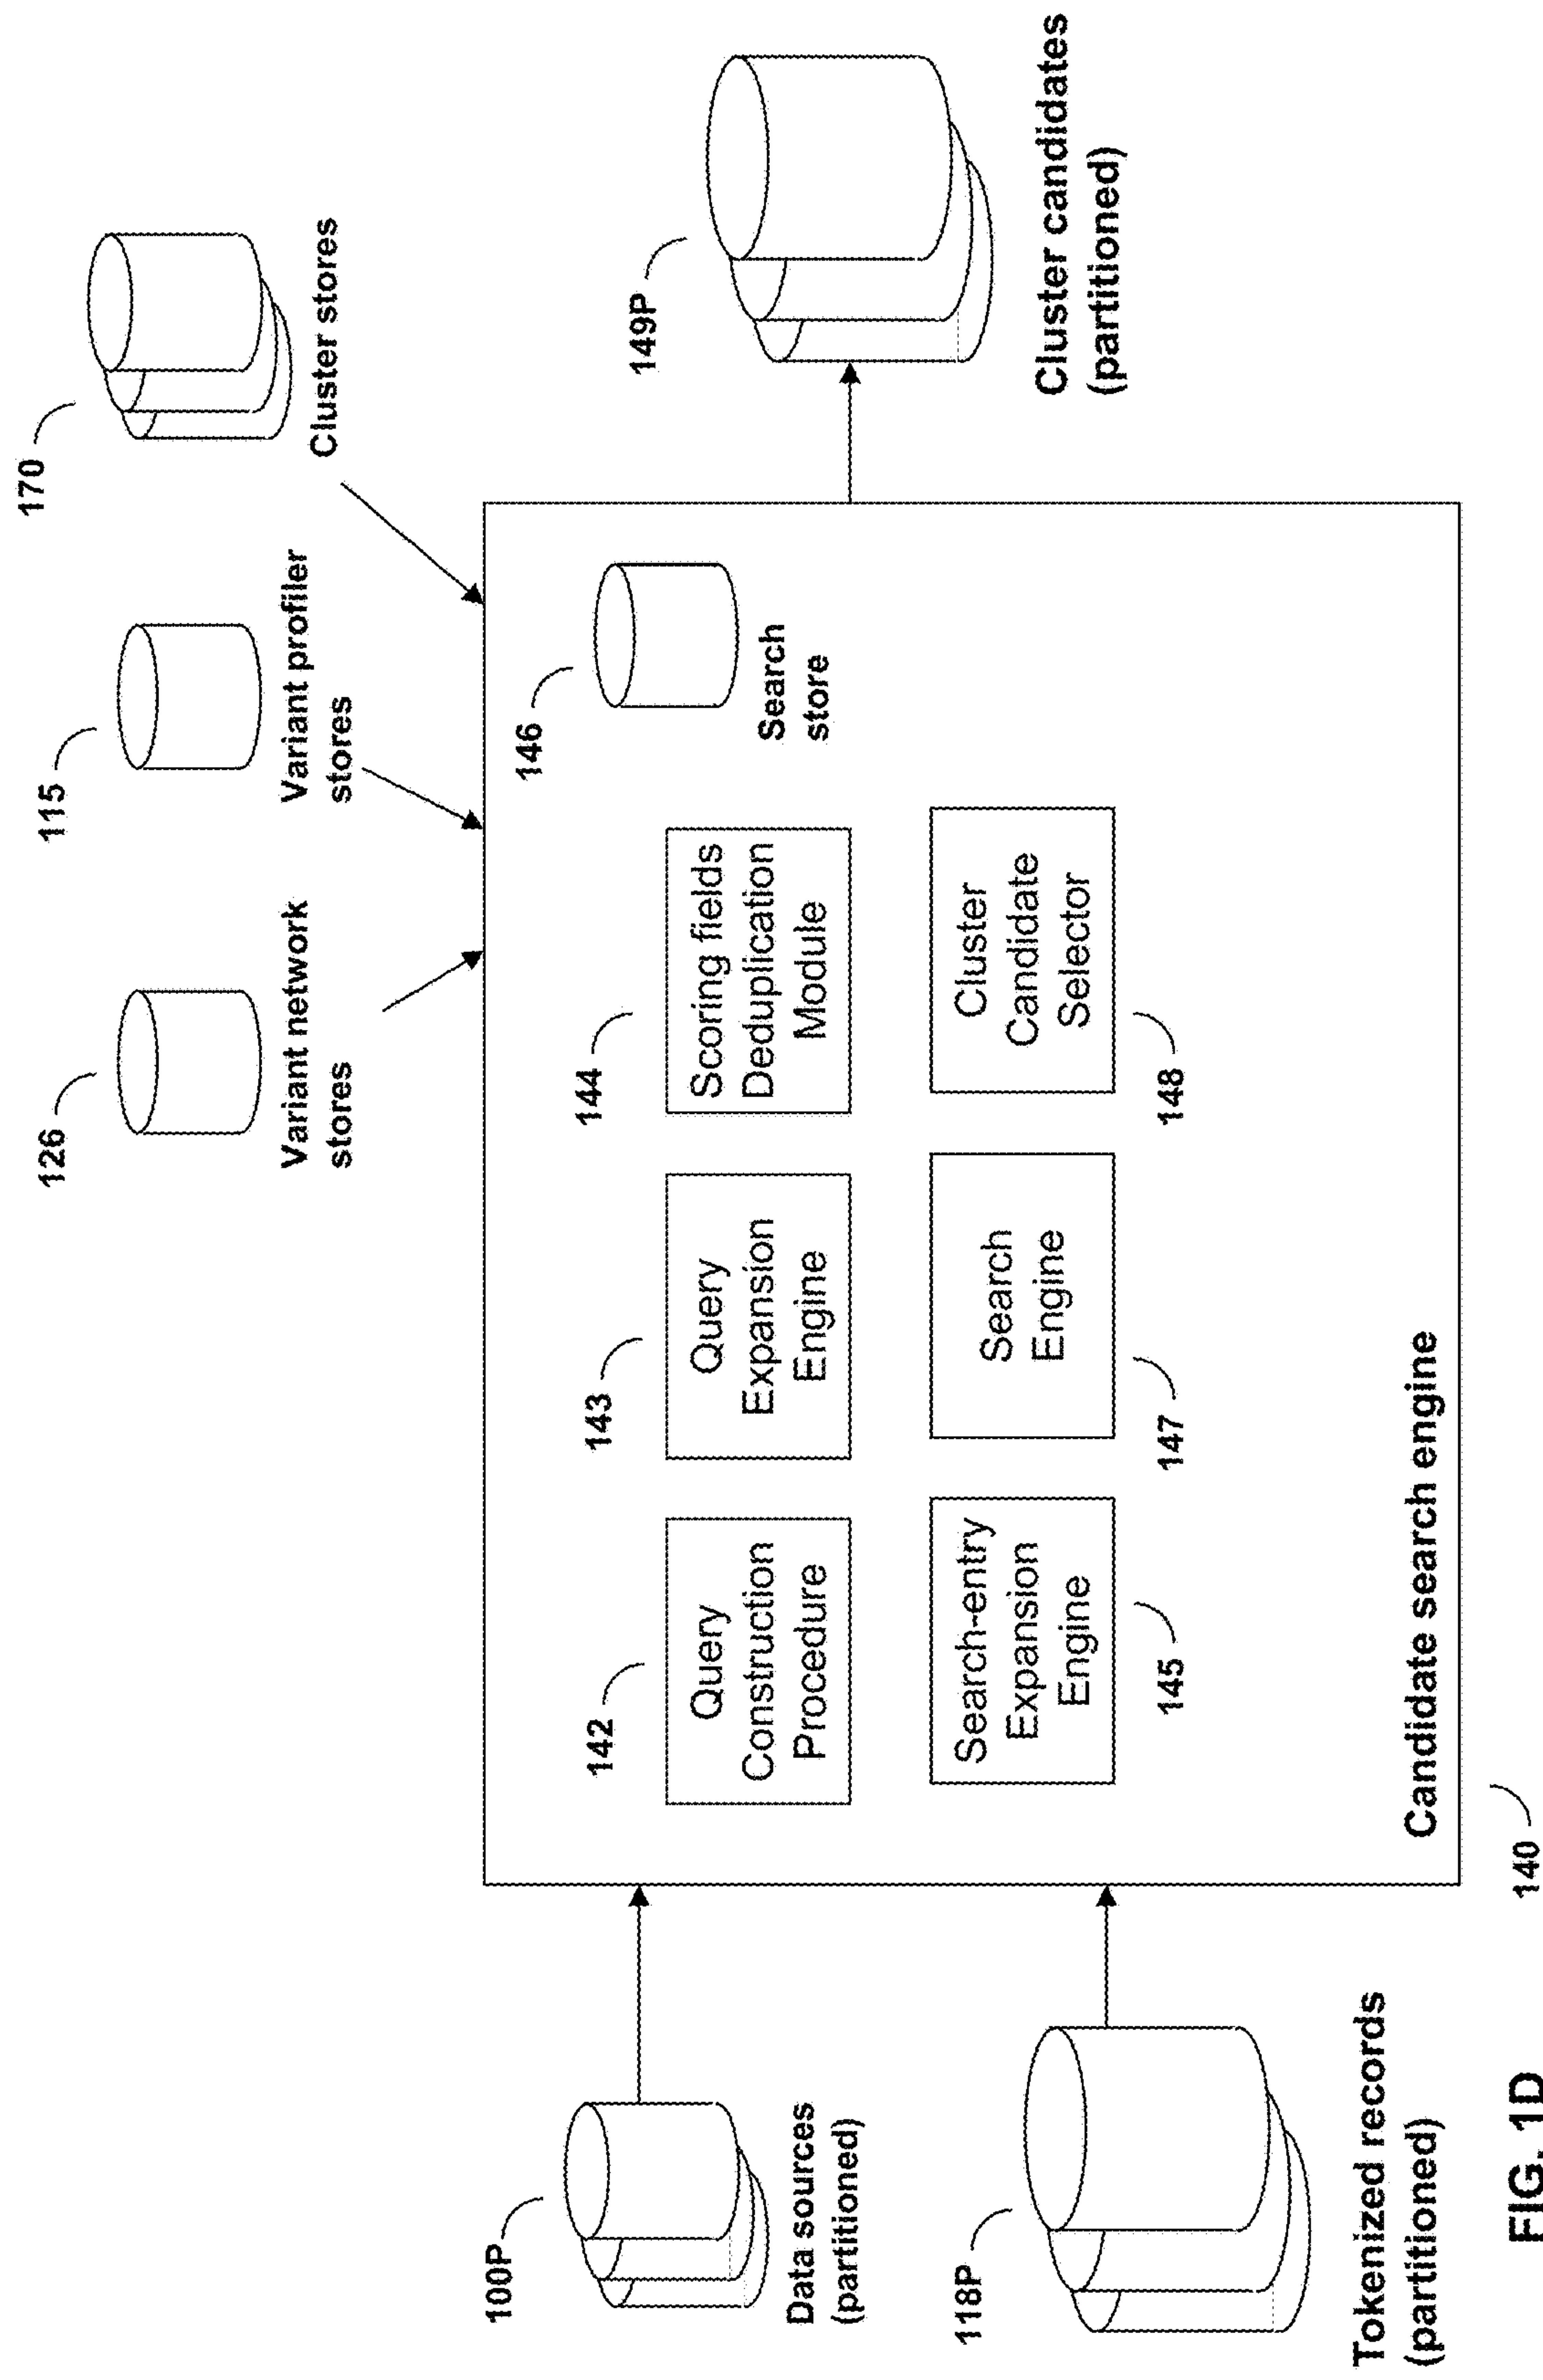 126
115
170
Variant network
stores
Variant profiler
stores
Cluster stores
100P
Data sources
(partitioned)
118P
Tokenized records
(partitioned)
142
Query
Construction
Procedure
143
Query
Expansion
Engine
144
Scoring fields
Deduplication
Module
146
Search
store
Search-entry
Expansion
Engine
145
Search
Engine
147
Cluster
Candidate
Selector
148
Candidate search engine
140
149P
Cluster candidates
(partitioned)
FIG. 1D